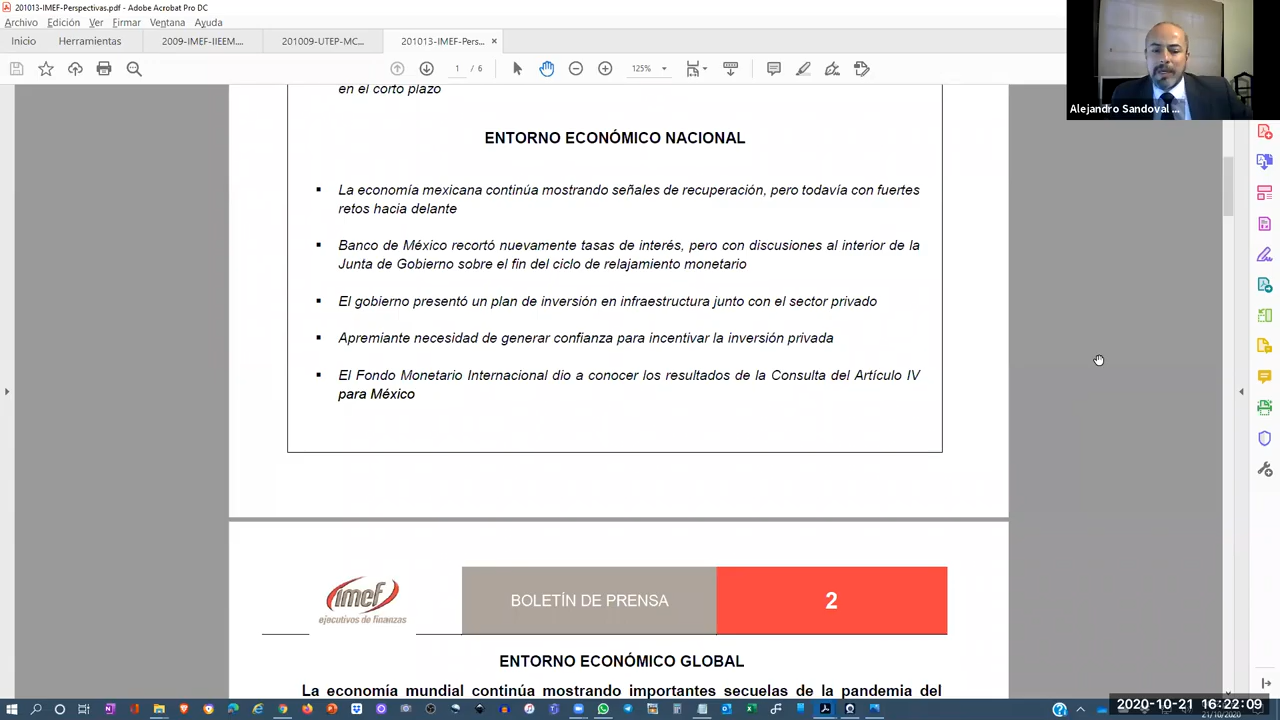 201013-IMEF-Perspectivas.pdf - Adobe Acrobat Pro DC
Archivo Edición Ver Firmar Ventana Ayuda
Inicio Herramientas 2009-IMEF-IIEEM... 201009-UTEP-MC... 201013-IMEF-Pers... ×
1 / 6 125%
Alejandro Sandoval ...
en el corto plazo
ENTORNO ECONÓMICO NACIONAL
La economía mexicana continúa mostrando señales de recuperación, pero todavía con fuertes
retos hacia delante
Banco de México recortó nuevamente tasas de interés, pero con discusiones al interior de la
Junta de Gobierno sobre el fin del ciclo de relajamiento monetario
El gobierno presentó un plan de inversión en infraestructura junto con el sector privado
Apremiante necesidad de generar confianza para incentivar la inversión privada
El Fondo Monetario Internacional dio a conocer los resultados de la Consulta del Artículo IV
para México
imef
ejecutivos de finanzas
BOLETÍN DE PRENSA
2
ENTORNO ECONÓMICO GLOBAL
La economía mundial continúa mostrando importantes secuelas de la pandemia del
2020-10-21 16:22:09
21/10/2020